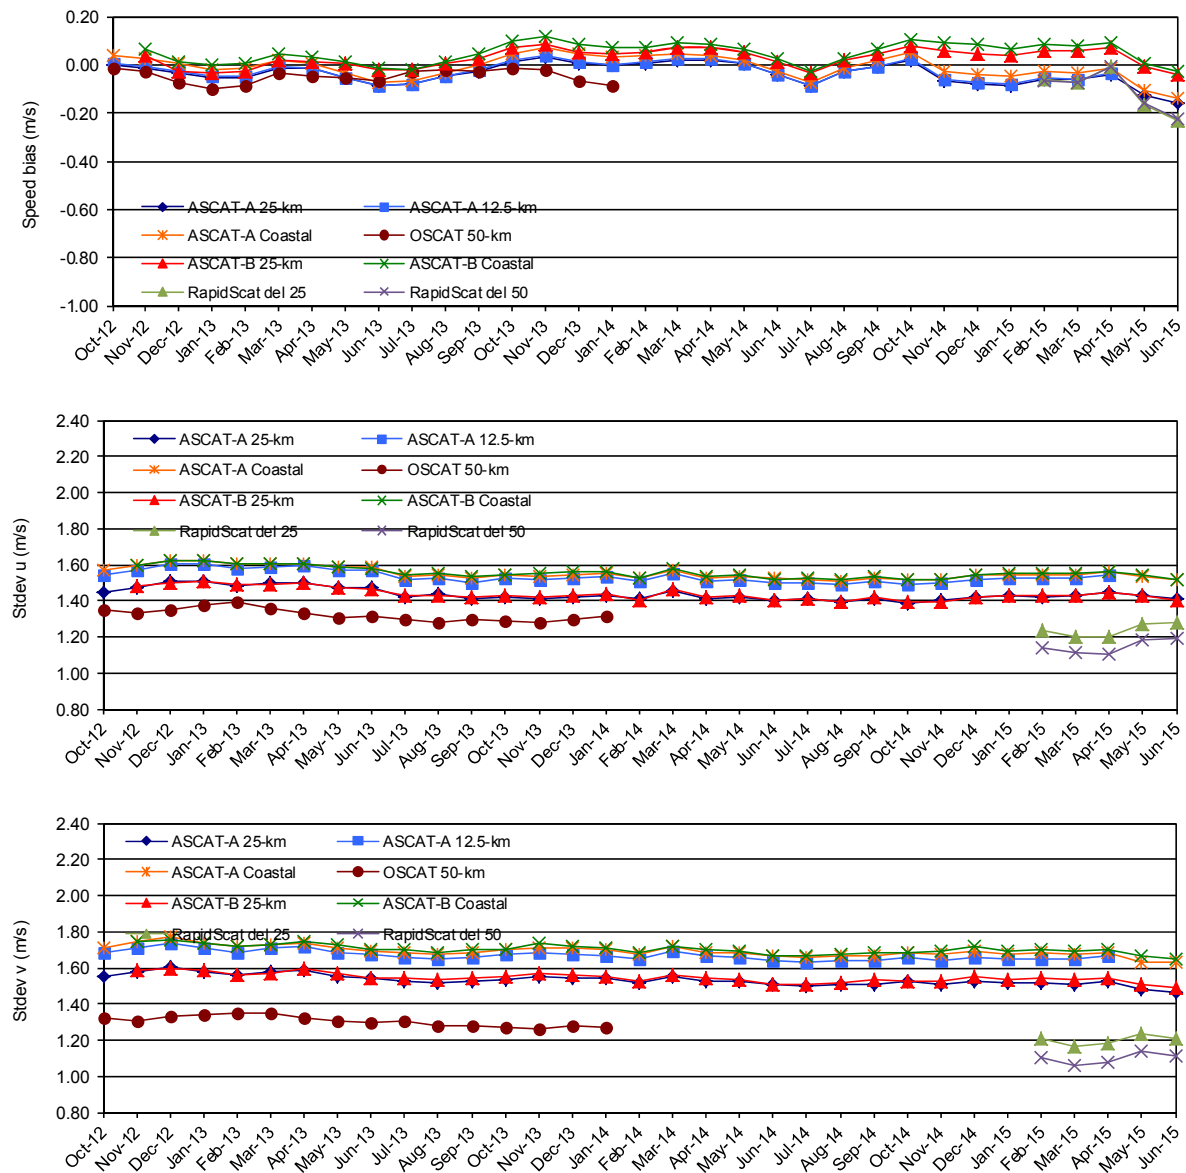 0.20
0.00
-0.20
-0.40
-0.60
-0.80
-1.00
Speed bias (m/s)
ASCAT-A 25-km ASCAT-A 12.5-km
ASCAT-A Coastal OSCAT 50-km
ASCAT-B 25-km ASCAT-B Coastal
RapidScat del 25 RapidScat del 50
Oct-12 Nov-12 Dec-12 Jan-13 Feb-13 Mar-13 Apr-13 May-13 Jun-13 Jul-13 Aug-13 Sep-13 Oct-13 Nov-13 Dec-13 Jan-14 Feb-14 Mar-14 Apr-14 May-14 Jun-14 Jul-14 Aug-14 Sep-14 Oct-14 Nov-14 Dec-14 Jan-15 Feb-15 Mar-15 Apr-15 May-15 Jun-15
2.40
2.20
2.00
1.80
1.60
1.40
1.20
1.00
0.80
Stdev u (m/s)
ASCAT-A 25-km ASCAT-A 12.5-km
ASCAT-A Coastal OSCAT 50-km
ASCAT-B 25-km ASCAT-B Coastal
RapidScat del 25 RapidScat del 50
Oct-12 Nov-12 Dec-12 Jan-13 Feb-13 Mar-13 Apr-13 May-13 Jun-13 Jul-13 Aug-13 Sep-13 Oct-13 Nov-13 Dec-13 Jan-14 Feb-14 Mar-14 Apr-14 May-14 Jun-14 Jul-14 Aug-14 Sep-14 Oct-14 Nov-14 Dec-14 Jan-15 Feb-15 Mar-15 Apr-15 May-15 Jun-15
2.40
2.20
2.00
1.80
1.60
1.40
1.20
1.00
0.80
Stdev v (m/s)
ASCAT-A 25-km ASCAT-A 12.5-km
ASCAT-A Coastal OSCAT 50-km
ASCAT-B 25-km ASCAT-B Coastal
RapidScat del 25 RapidScat del 50
Oct-12 Nov-12 Dec-12 Jan-13 Feb-13 Mar-13 Apr-13 May-13 Jun-13 Jul-13 Aug-13 Sep-13 Oct-13 Nov-13 Dec-13 Jan-14 Feb-14 Mar-14 Apr-14 May-14 Jun-14 Jul-14 Aug-14 Sep-14 Oct-14 Nov-14 Dec-14 Jan-15 Feb-15 Mar-15 Apr-15 May-15 Jun-15